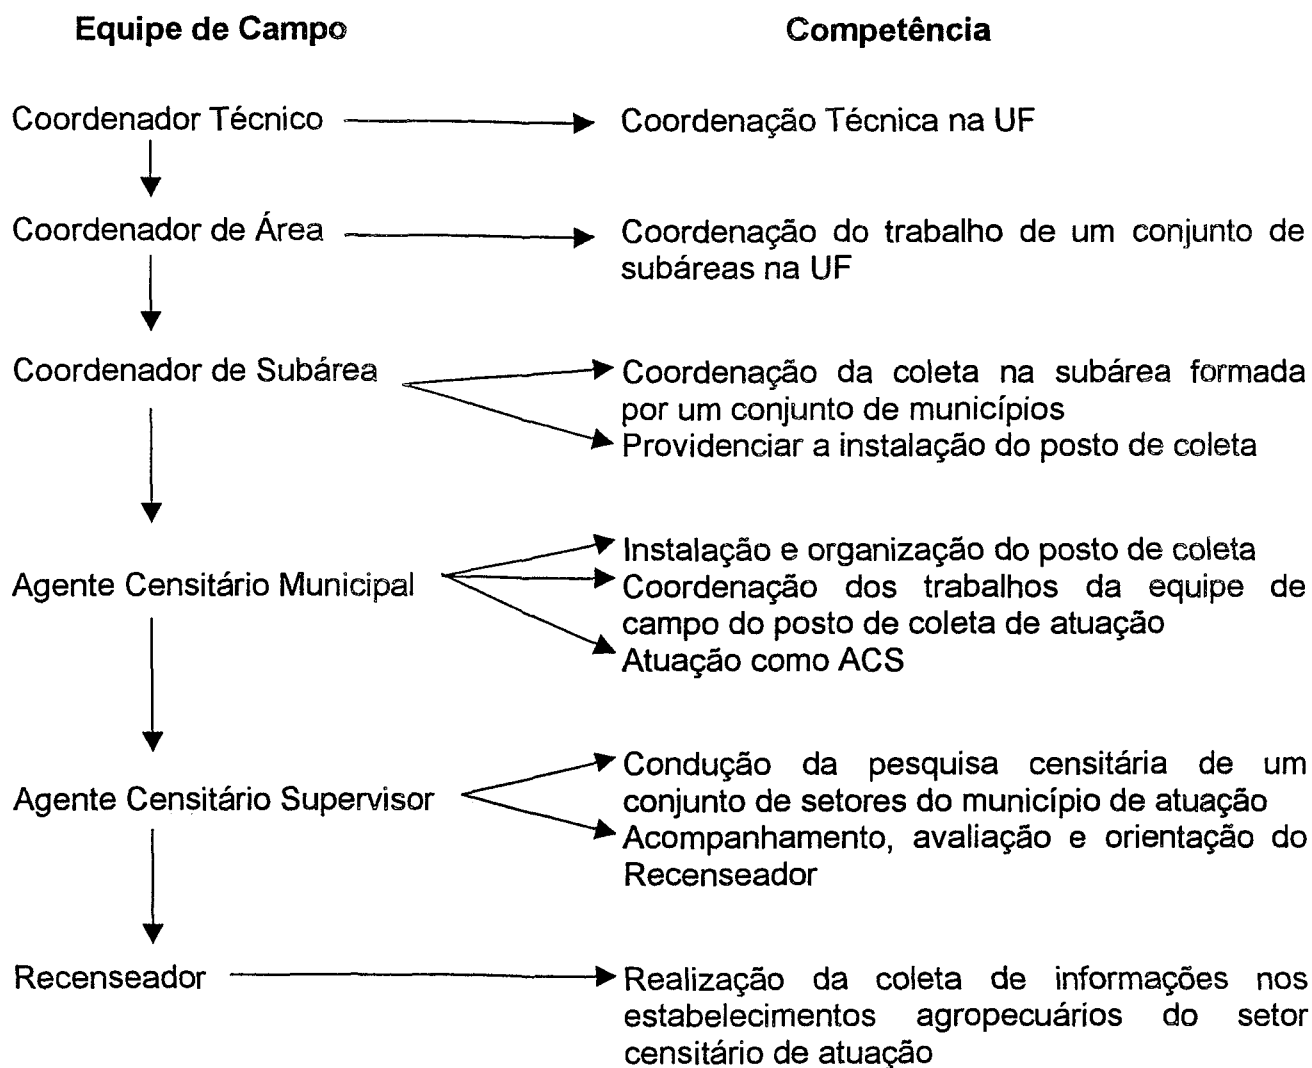 Equipe de Campo
Competência
Coordenador Técnico
Coordenação Técnica na UF
Coordenador de Área
Coordenação do trabalho de um conjunto de
subáreas na UF
Coordenador de Subárea
Coordenação da coleta na subárea formada
por um conjunto de municípios
Providenciar a instalação do posto de coleta
Agente Censitário Municipal
Instalação e organização do posto de coleta
Coordenação dos trabalhos da equipe de
campo do posto de coleta de atuação
Atuação como ACS
Agente Censitário Supervisor
Condução da pesquisa censitária de um
conjunto de setores do município de atuação
Acompanhamento, avaliação e orientação do
Recenseador
Recenseador
Realização da coleta de informações nos
estabelecimentos agropecuários do setor
censitário de atuação